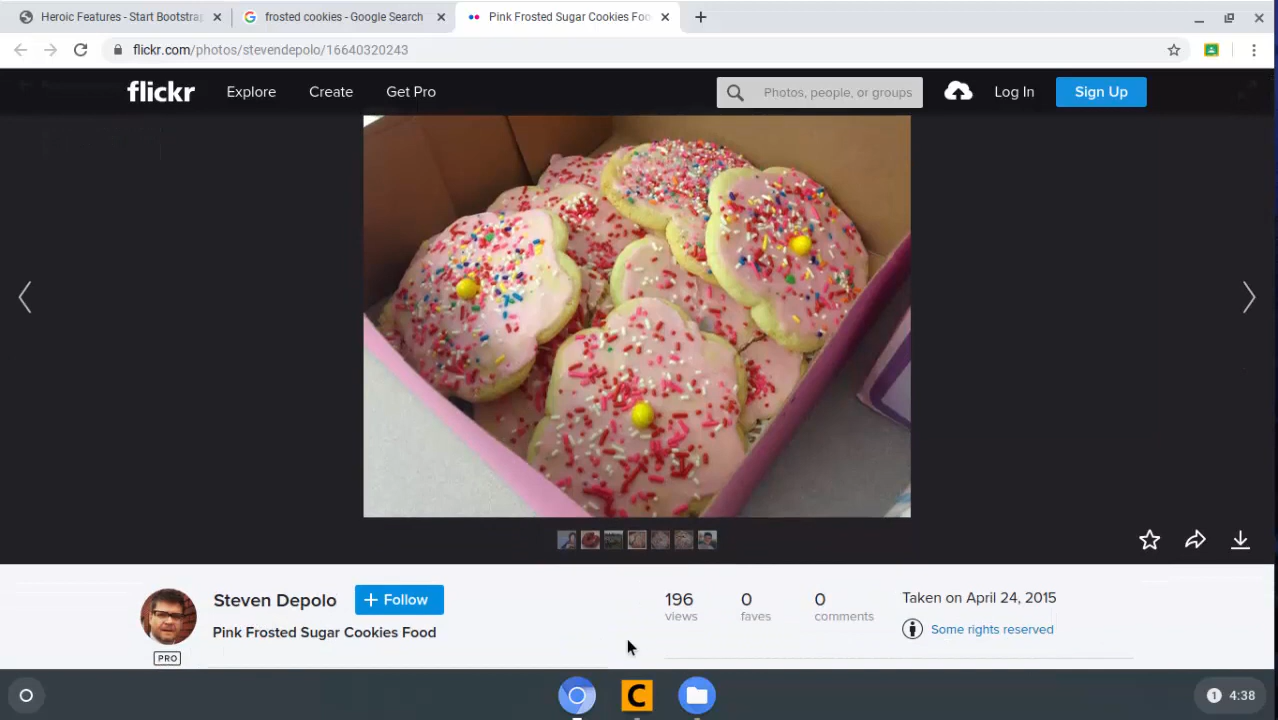 Heroic Features - Start Bootstrap
frosted cookies - Google Search
Pink Frosted Sugar Cookies Foo
flickr.com/photos/stevendepolo/16640320243
flickr
Explore
Create
Get Pro
Photos, people, or groups
Log In
Sign Up
Steven Depolo
+ Follow
Pink Frosted Sugar Cookies Food
PRO
196
views
0
faves
0
comments
Taken on April 24, 2015
Some rights reserved
C
1
4:38